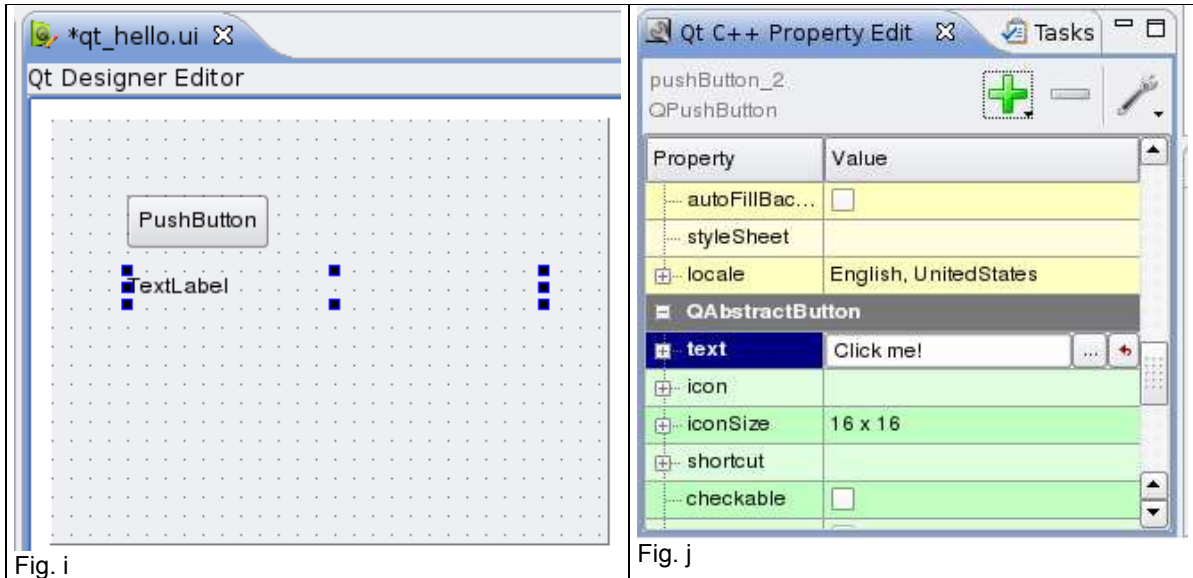 *qt_hello.ui
Qt Designer Editor
PushButton
TextLabel
Fig. i
Qt C++ Property Edit
Tasks
pushButton_2
QPushButton
Property Value
autoFillBac...
styleSheet
locale English, UnitedStates
QAbstractButton
text Click me! ...
icon
iconSize 16 x 16
shortcut
checkable
Fig. j